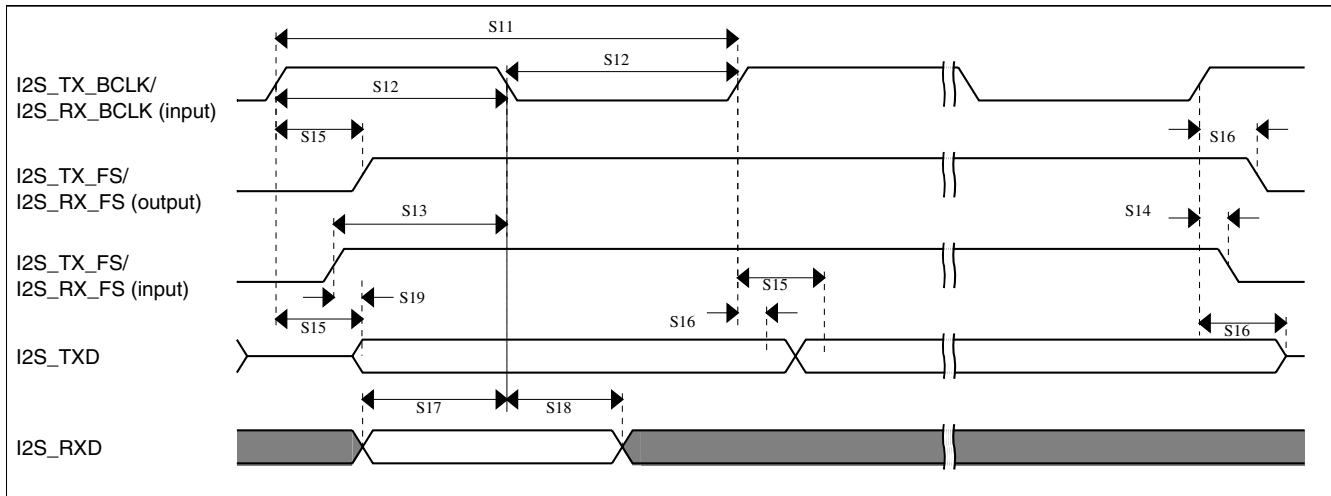 S11
I2S_TX_BCLK/
I2S_RX_BCLK (input)
S12
S12
S15
S16
I2S_TX_FS/
I2S_RX_FS (output)
S13
S14
I2S_TX_FS/
I2S_RX_FS (input)
S15
S19
S15
S16
S16
I2S_TXD
S17
S18
I2S_RXD